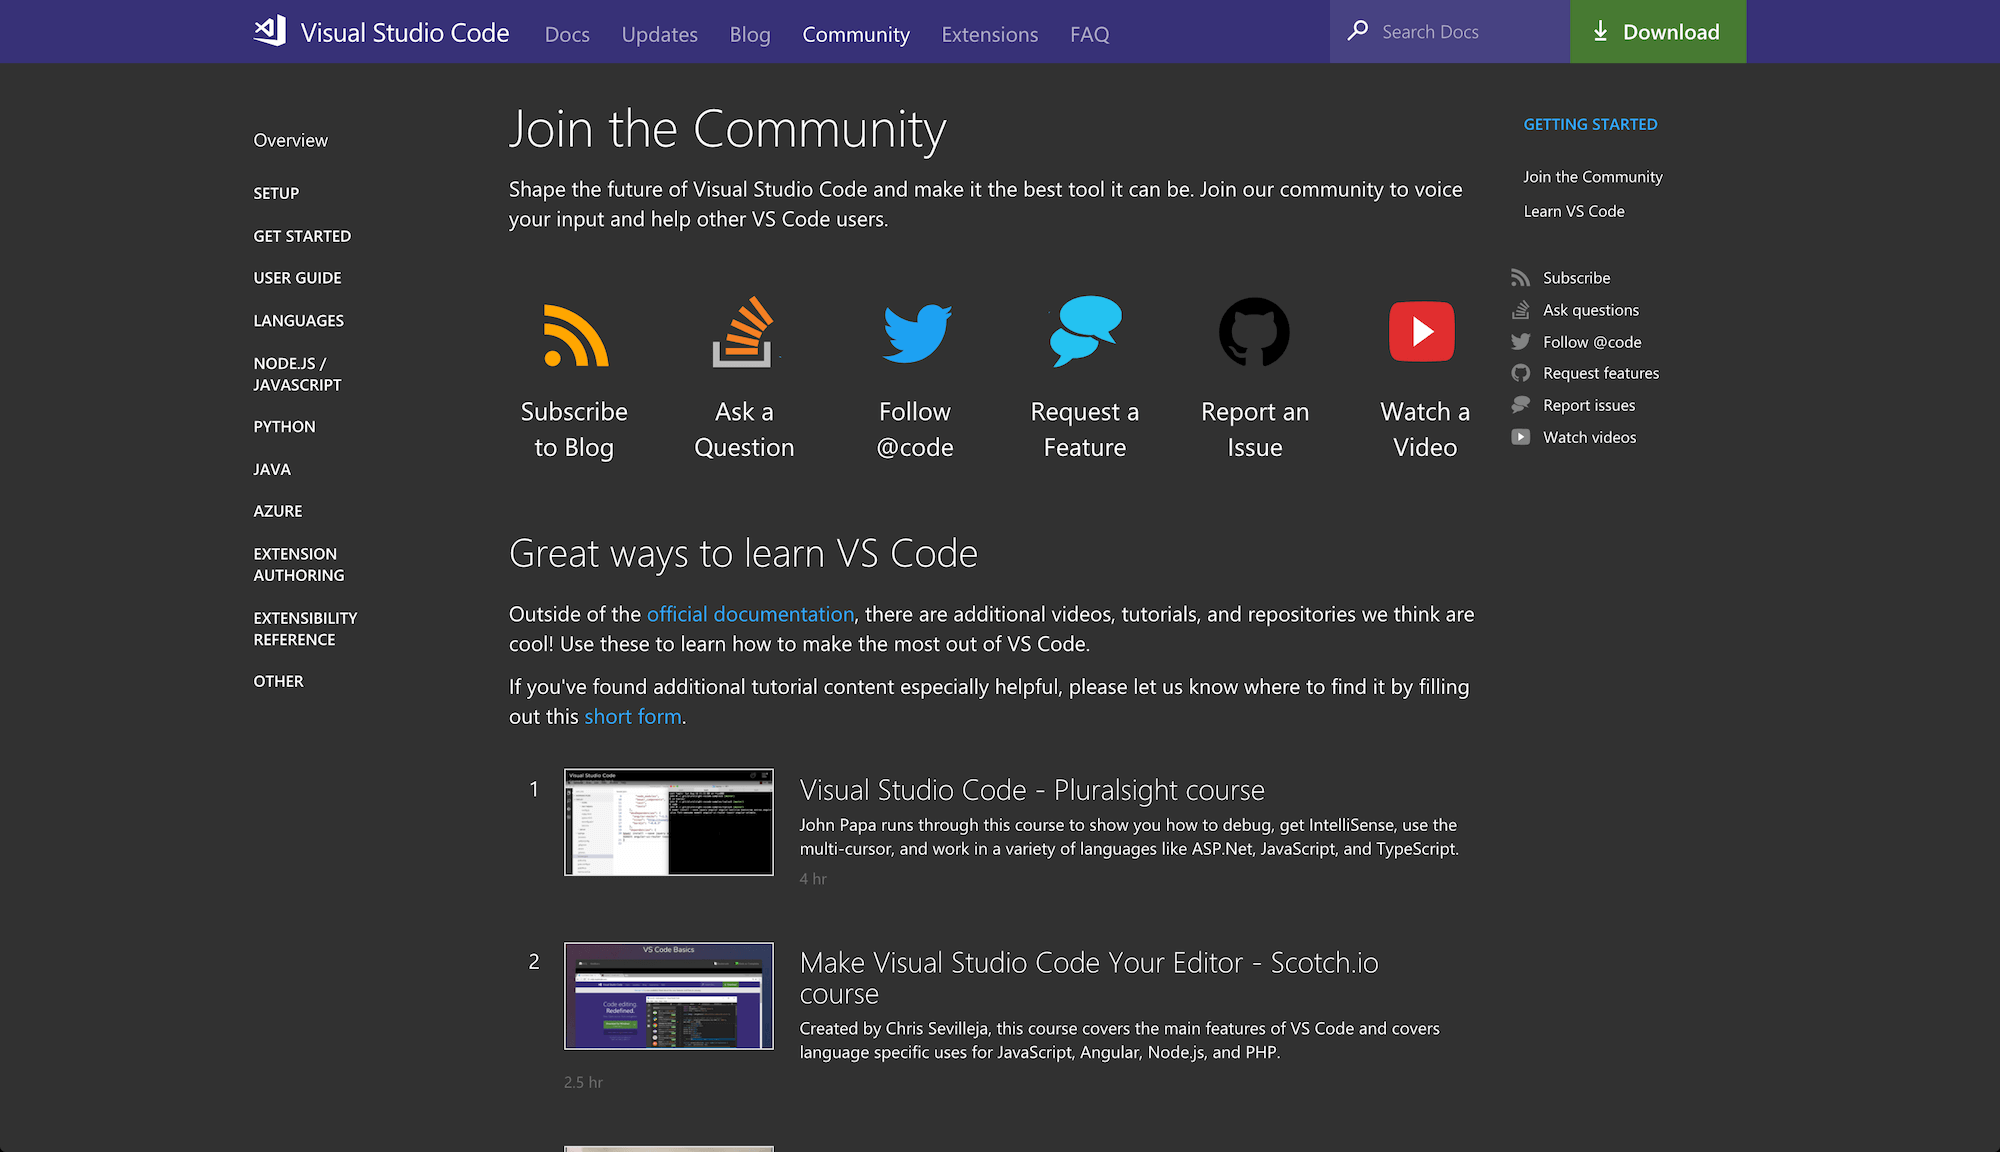 Visual Studio Code
Docs
Updates
Blog
Community
Extensions
FAQ
Search Docs
Download
Overview
SETUP
GET STARTED
USER GUIDE
LANGUAGES
NODE.JS /
JAVASCRIPT
PYTHON
JAVA
AZURE
EXTENSION
AUTHORING
EXTENSIBILITY
REFERENCE
OTHER
Join the Community
Shape the future of Visual Studio Code and make it the best tool it can be. Join our community to voice
your input and help other VS Code users.
Subscribe
to Blog
Ask a
Question
Follow
@code
Request a
Feature
Report an
Issue
Watch a
Video
Great ways to learn VS Code
Outside of the official documentation, there are additional videos, tutorials, and repositories we think are
cool! Use these to learn how to make the most out of VS Code.
If you've found additional tutorial content especially helpful, please let us know where to find it by filling
out this short form.
1
Visual Studio Code
Visual Studio Code - Pluralsight course
John Papa runs through this course to show you how to debug, get IntelliSense, use the
multi-cursor, and work in a variety of languages like ASP.Net, JavaScript, and TypeScript.
4 hr
2
VS Code Basics
Code editing.
Redefined.
Make Visual Studio Code Your Editor - Scotch.io
course
Created by Chris Sevilleja, this course covers the main features of VS Code and covers
language specific uses for JavaScript, Angular, Node.js, and PHP.
2.5 hr
GETTING STARTED
Join the Community
Learn VS Code
Subscribe
Ask questions
Follow @code
Request features
Report issues
Watch videos